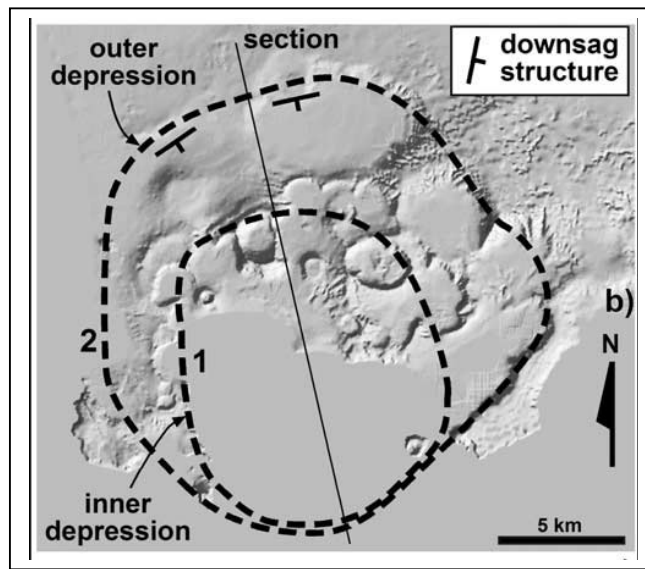 outer
depression
section
downsag
structure
b)
N
2
1
inner
depression
5 km